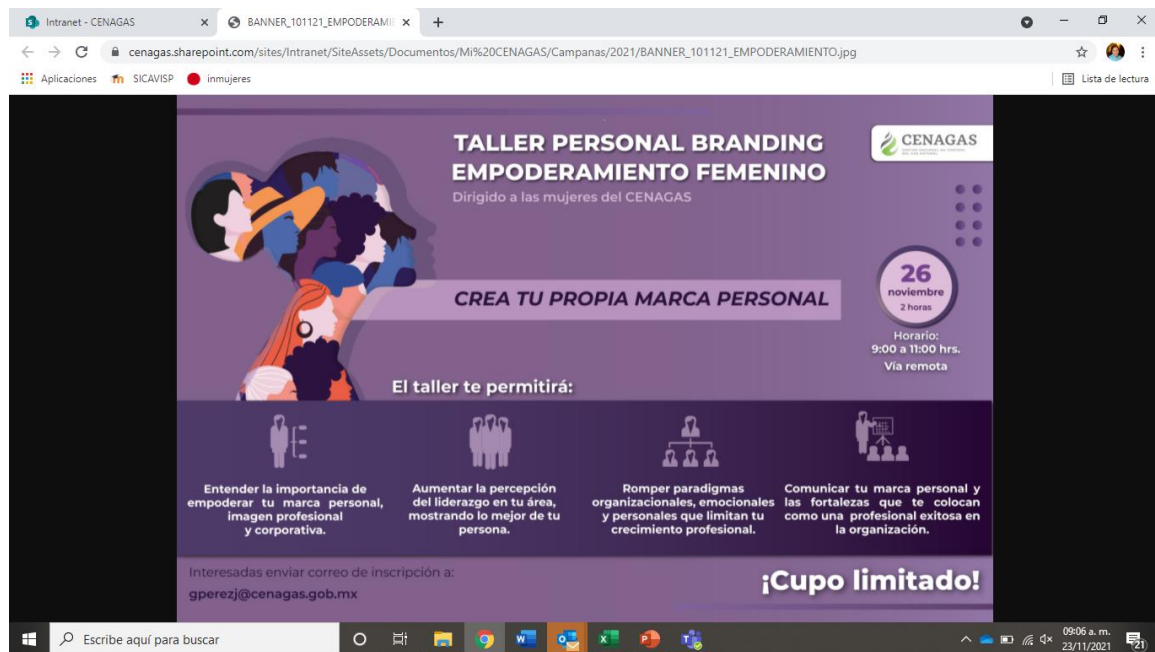 Intranet - CENAGAS
BANNER_101121_EMPODERAMIE
cenagas.sharepoint.com/sites/Intranet/SiteAssets/Documentos/Mi%20CENAGAS/Campanas/2021/BANNER_101121_EMPODERAMIENTO.jpg
Aplicaciones
SICAVISP
inmujeres
Lista de lectura
TALLER PERSONAL BRANDING
EMPODERAMIENTO FEMENINO
Dirigido a las mujeres del CENAGAS
CENAGAS
CREA TU PROPIA MARCA PERSONAL
26
noviembre
2 horas
Horario:
9:00 a 11:00 hrs.
Vía remota
El taller te permitirá:
Entender la importancia de
empoderar tu marca personal,
imagen profesional
y corporativa.
Aumentar la percepción
del liderazgo en tu área,
mostrando lo mejor de tu
persona.
Romper paradigmas
organizacionales, emocionales
y personales que limitan tu
crecimiento profesional.
Comunicar tu marca personal y
las fortalezas que te colocan
como una profesional exitosa en
la organización.
Interesadas enviar correo de inscripción a:
gperezj@cenagas.gob.mx
¡Cupo limitado!
Escribe aquí para buscar
09:06 a. m.
23/11/2021
21